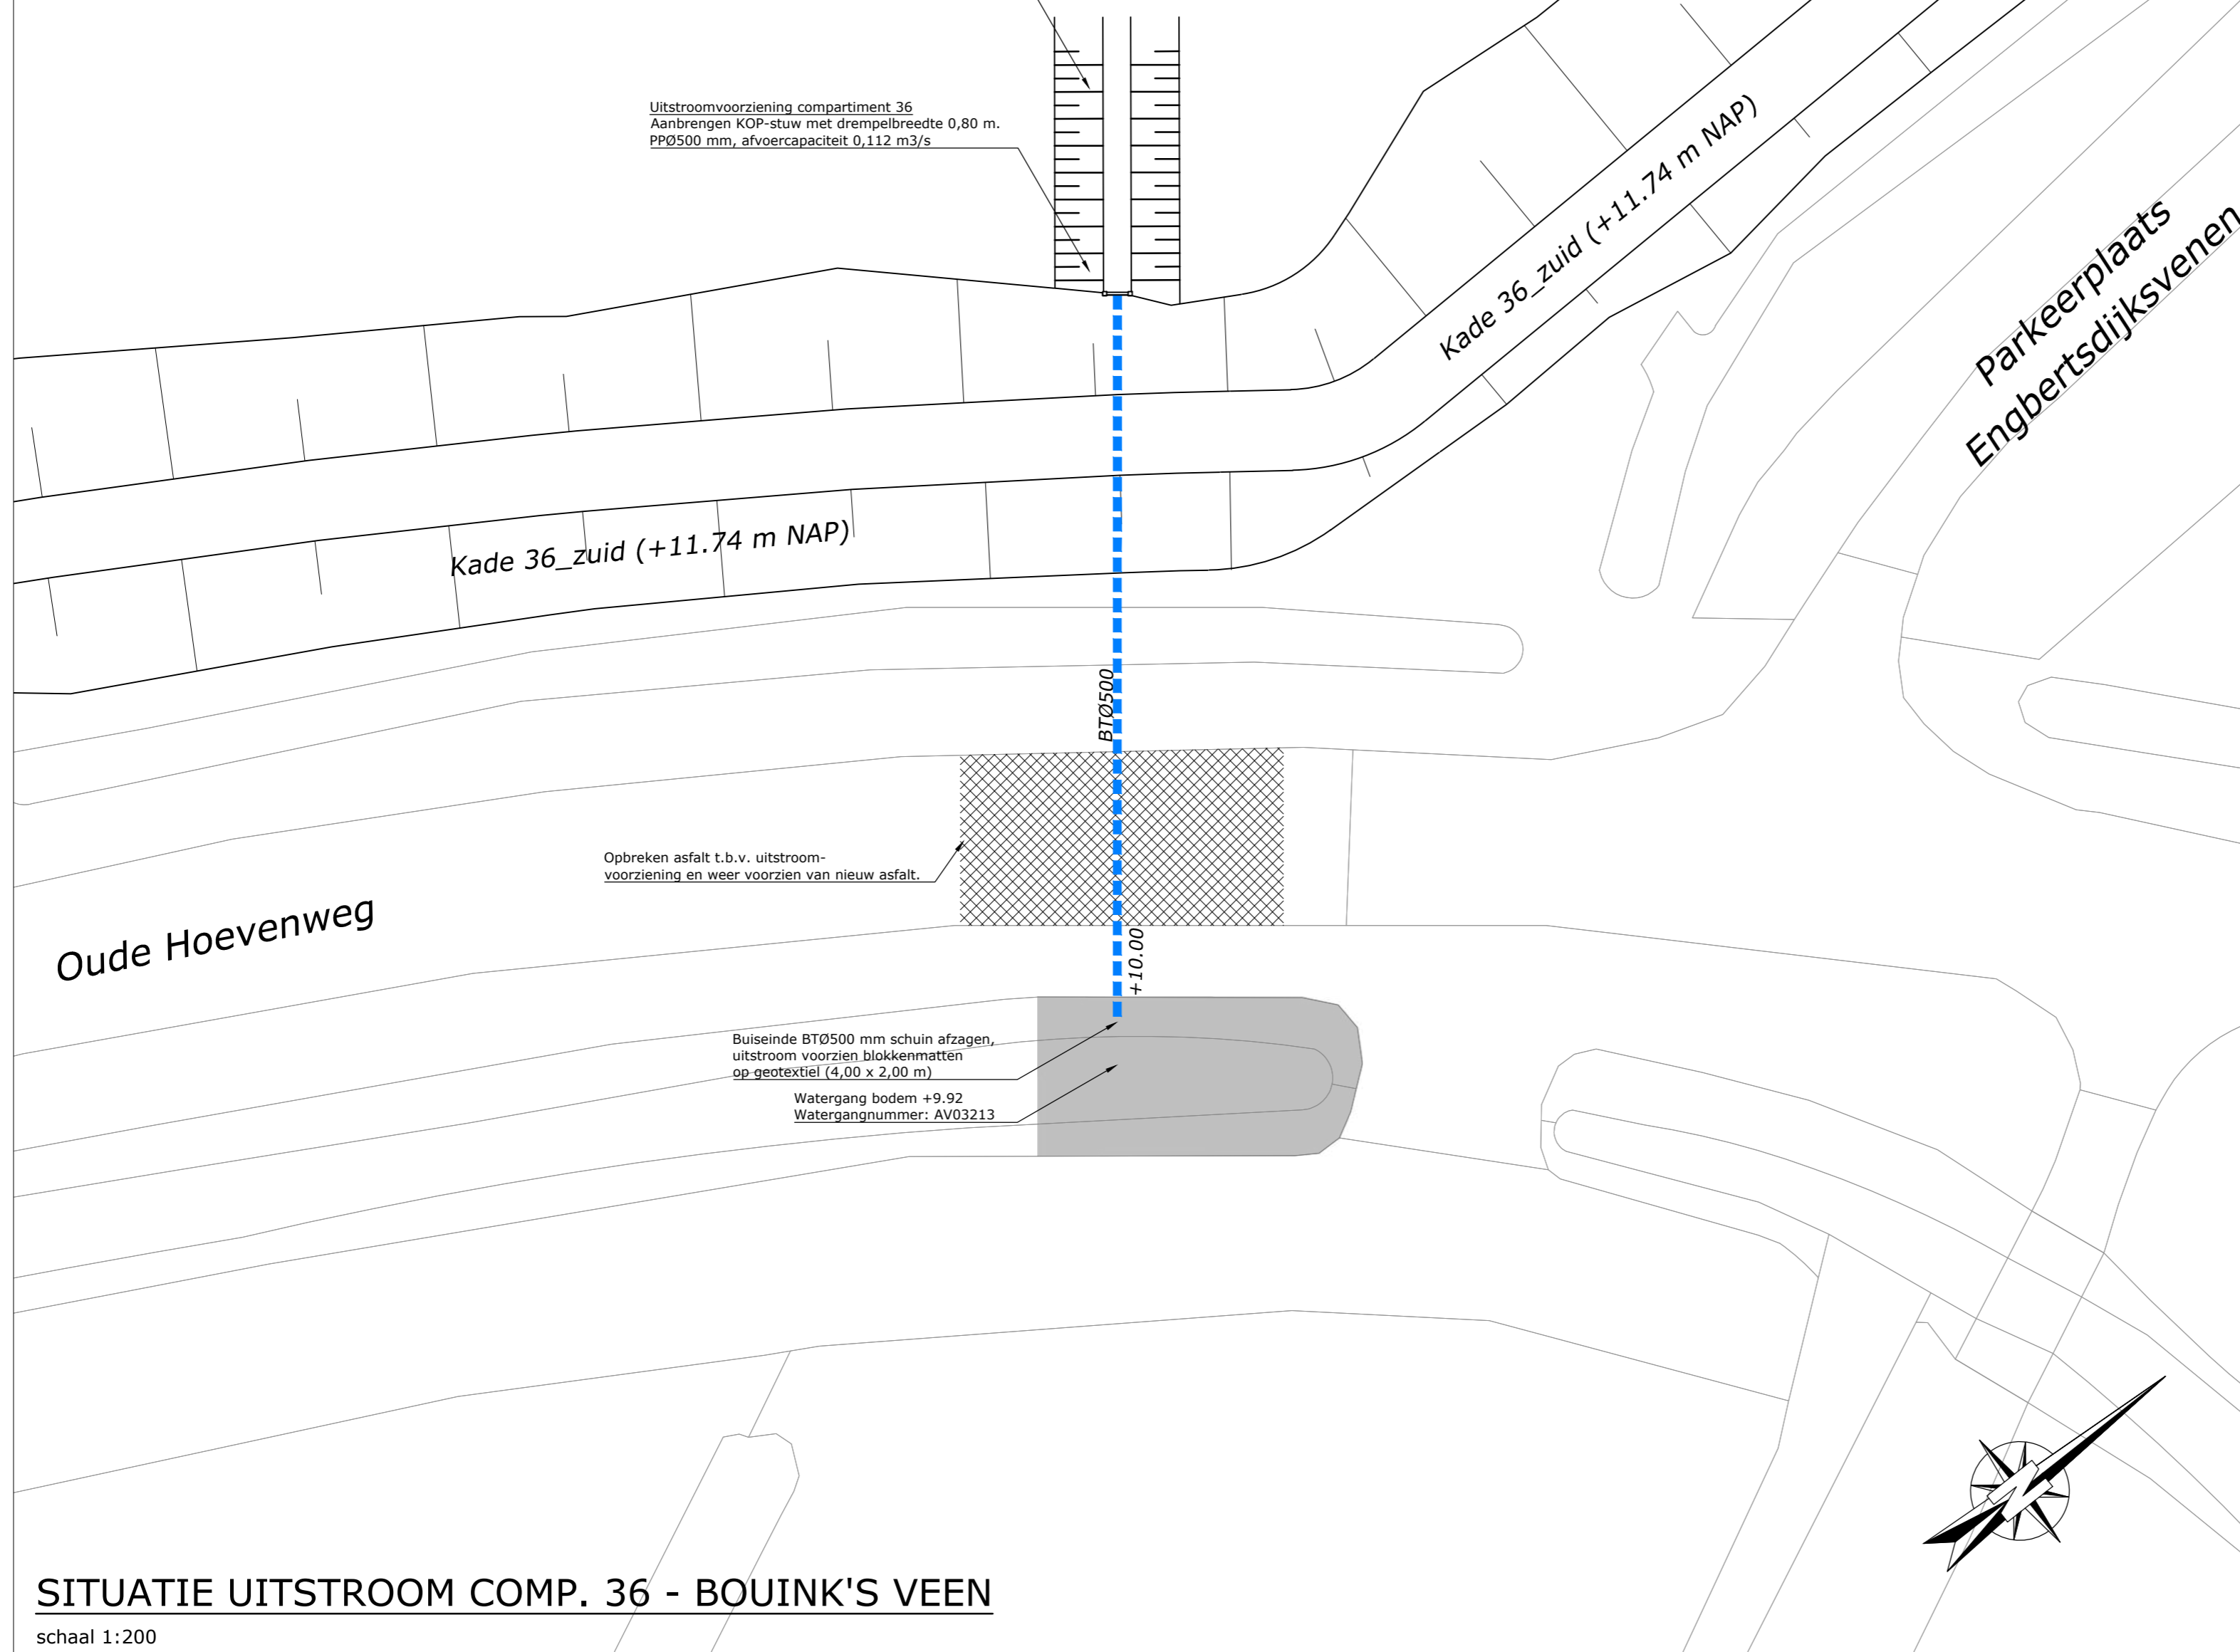 Uitstroomvoorziening compartiment 36
Aanbrengen KOP-stuw met drempelbreedte 0,80 m.
PPØ500 mm, afvoercapaciteit 0,112 m3/s
Kade 36_zuid (+11.74 m NAP)
Parkeerplaats
Engbertsdijksvenen
Kade 36_zuid (+11.74 m NAP)
BTØ500
Opbreken asfalt t.b.v. uitstroom-
voorziening en weer voorzien van nieuw asfalt.
Oude Hoevenweg
+10.00
Buiseinde BTØ500 mm schuin afzagen,
uitstroom voorzien blokkenmatten
op geotextiel (4,00 x 2,00 m)
Watergang bodem +9.92
Watergangnummer: AV03213
SITUATIE UITSTROOM COMP. 36 - BOUINK'S VEEN
schaal 1:200